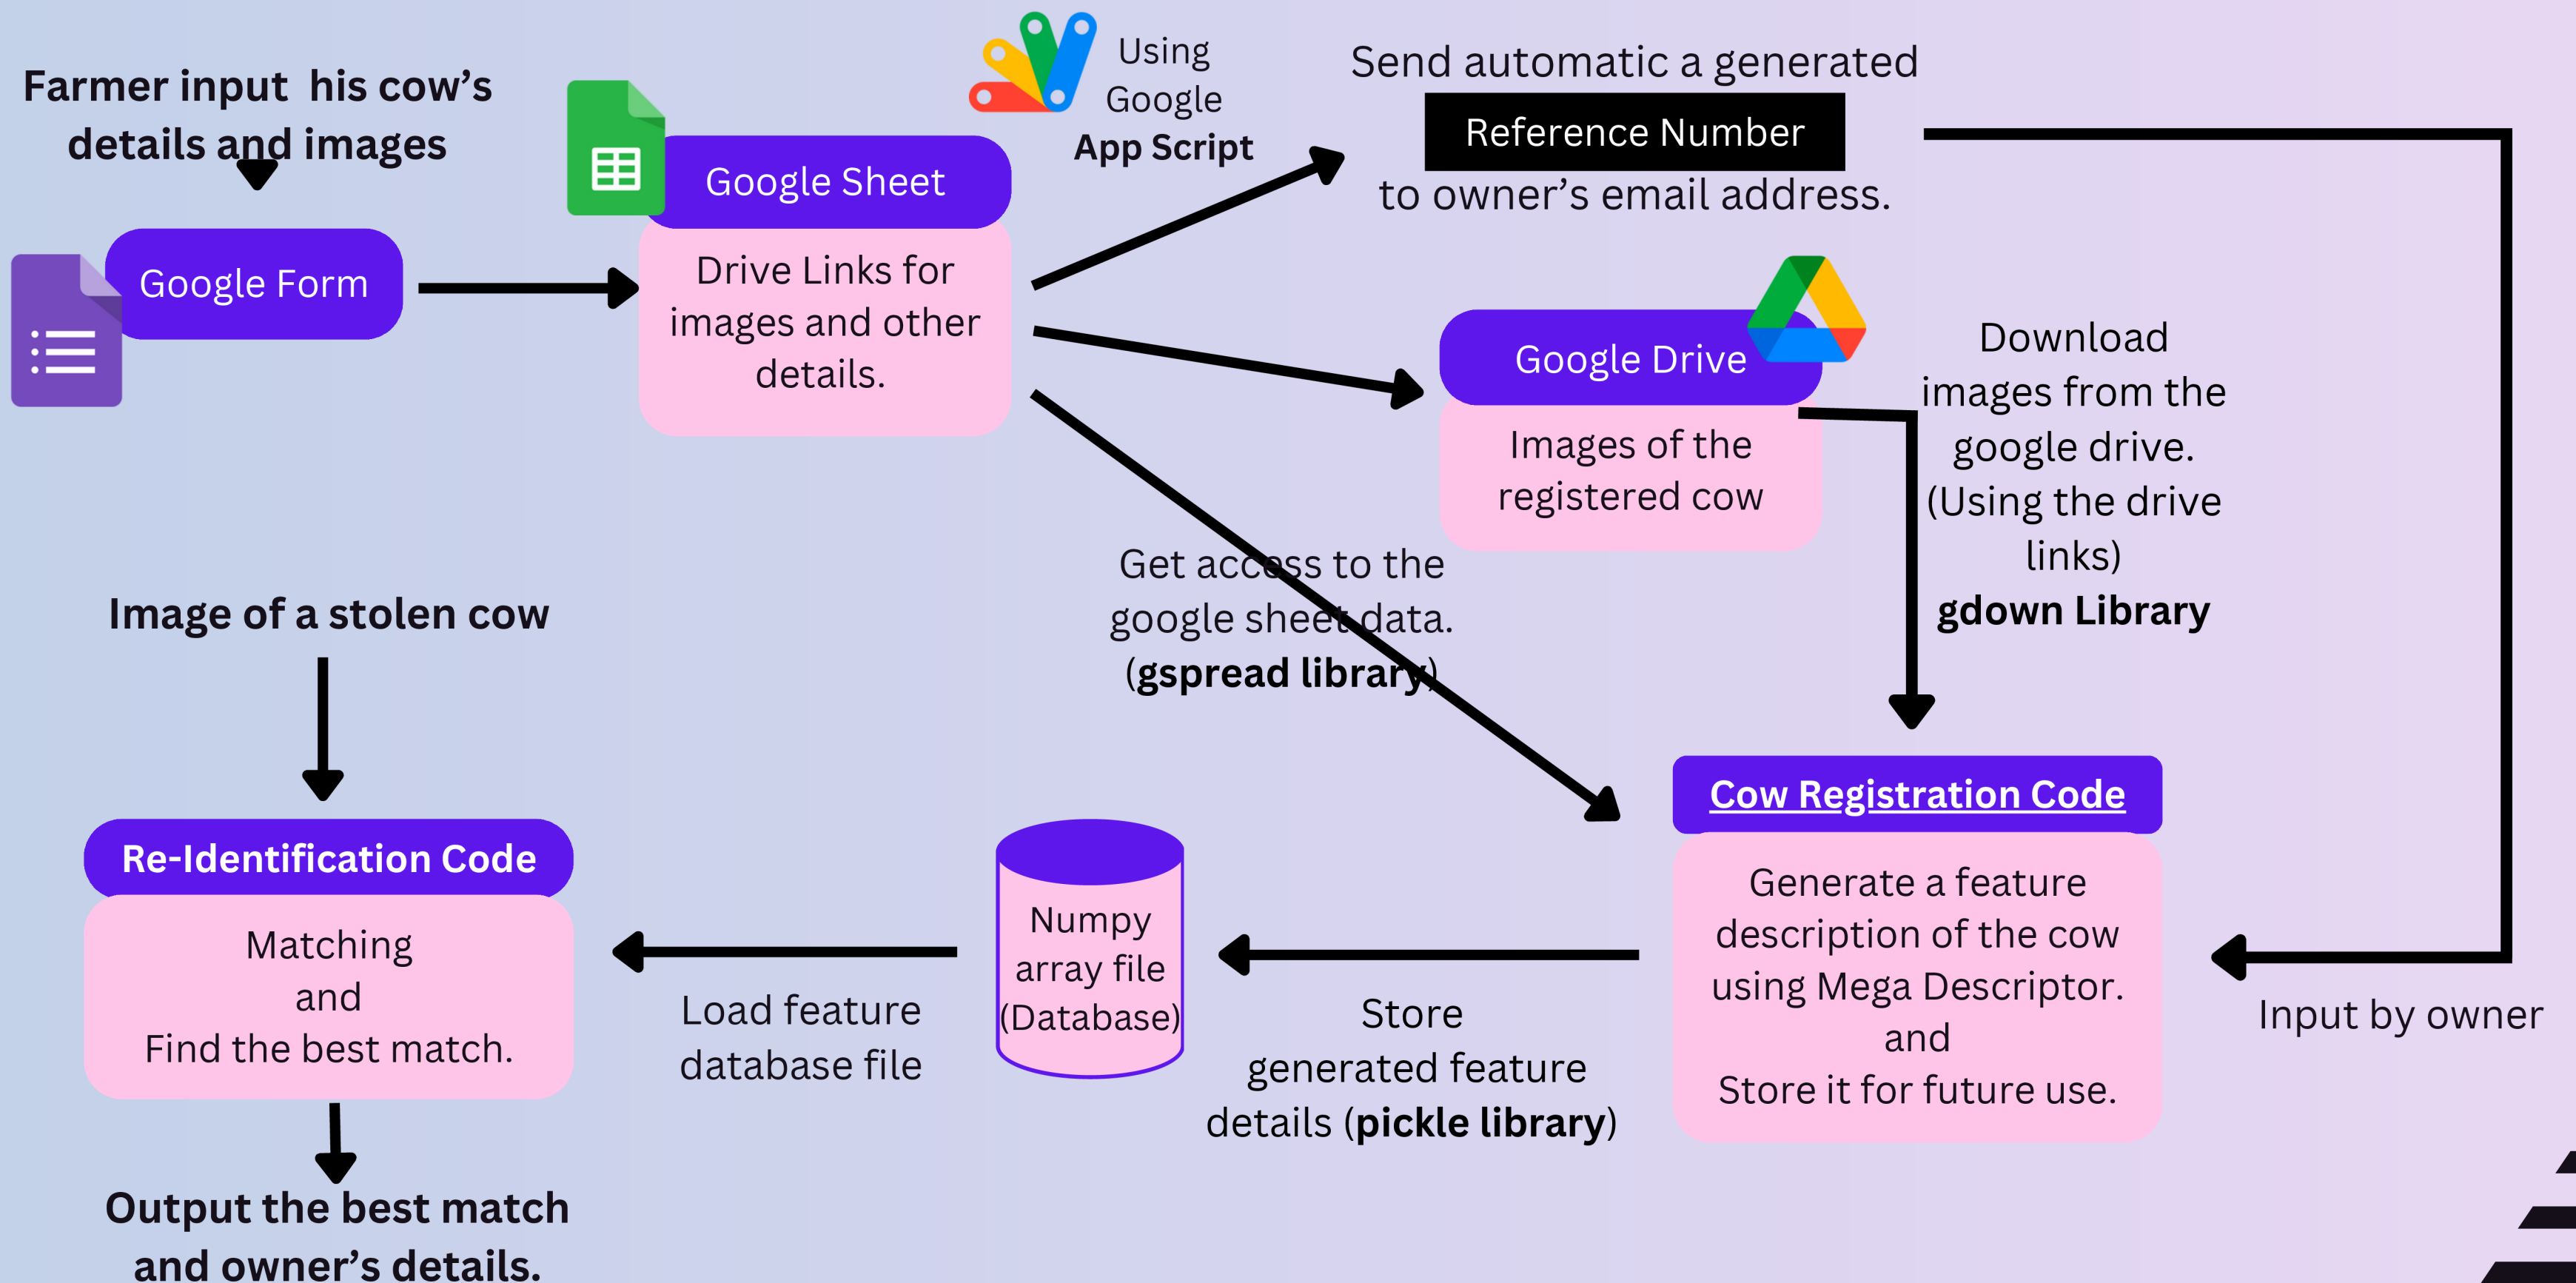 Farmer input his cow’s
details and images
Google Form
Google Sheet
Drive Links for
images and other
details.
Using
Google
App Script
Send automatic a generated
Reference Number
to owner’s email address.
Google Drive
Images of the
registered cow
Download
images from the
google drive.
(Using the drive
links)
gdown Library
Get access to the
google sheet data.
(gspread library)
Cow Registration Code
Generate a feature
description of the cow
using Mega Descriptor.
and
Store it for future use.
Input by owner
Store
generated feature
details (pickle library)
Numpy
array file
(Database)
Load feature
database file
Image of a stolen cow
Re-Identification Code
Matching
and
Find the best match.
Output the best match
and owner’s details.